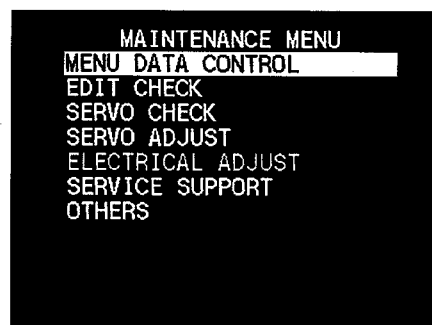 MAINTENANCE MENU
MENU DATA CONTROL
EDIT CHECK
SERVO CHECK
SERVO ADJUST
ELECTRICAL ADJUST
SERVICE SUPPORT
OTHERS